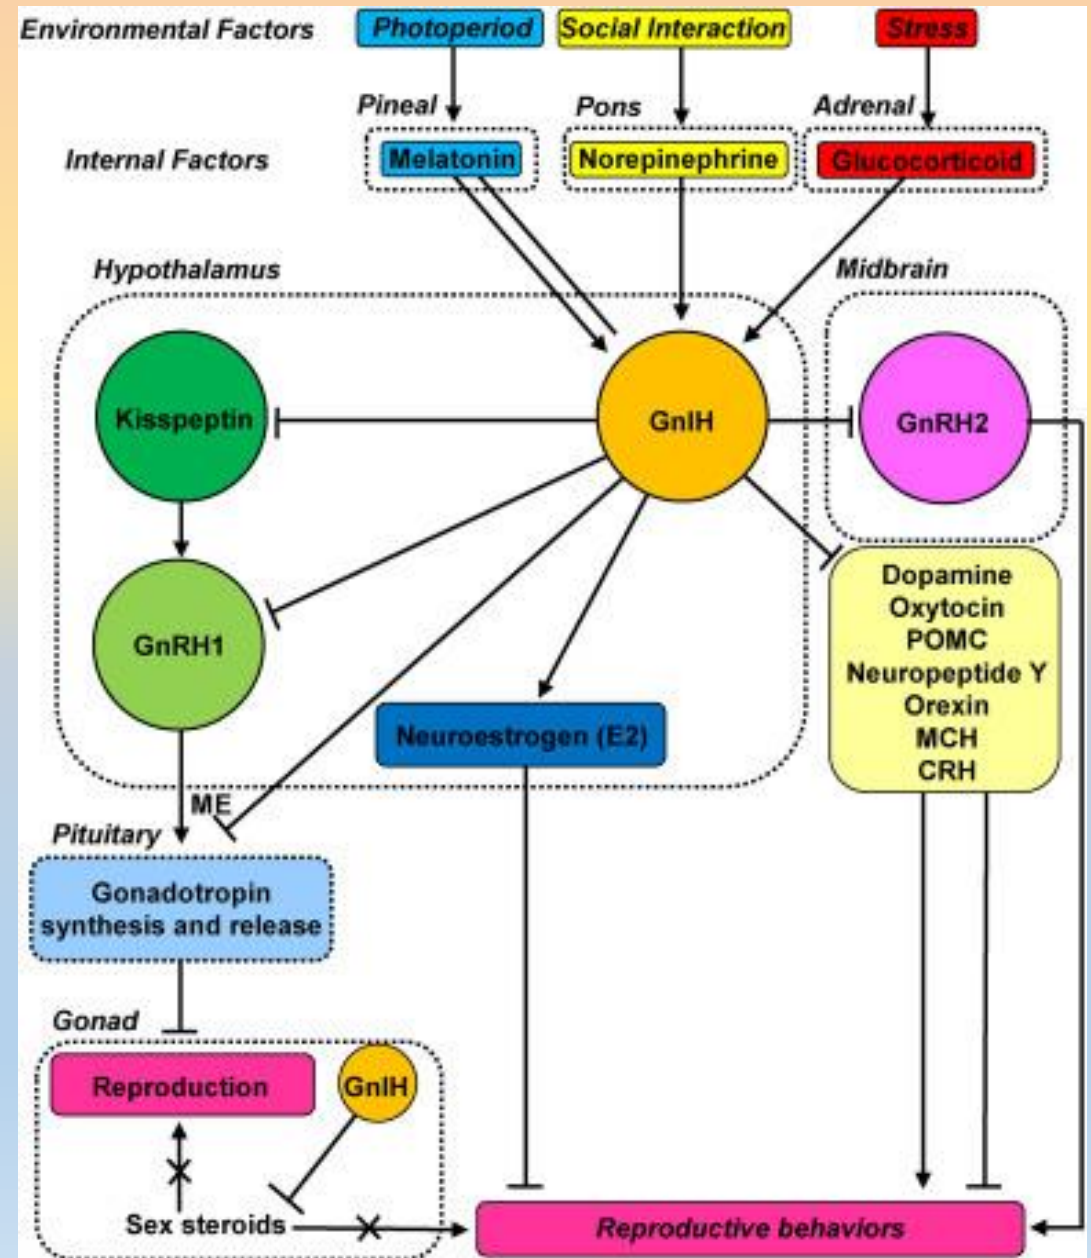 Environmental Factors
Photoperiod
Social Interaction
Stress
Pineal
Pons
Adrenal
Internal Factors
Melatonin
Norepinephrine
Glucocorticoid
Hypothalamus
Midbrain
Kisspeptin
GnIH
GnRH2
GnRH1
Dopamine
Oxytocin
POMC
Neuropeptide Y
Orexin
MCH
CRH
Neuroestrogen (E2)
ME
Pituitary
Gonadotropin
synthesis and release
Gonad
Reproduction
GnIH
Sex steroids
Reproductive behaviors